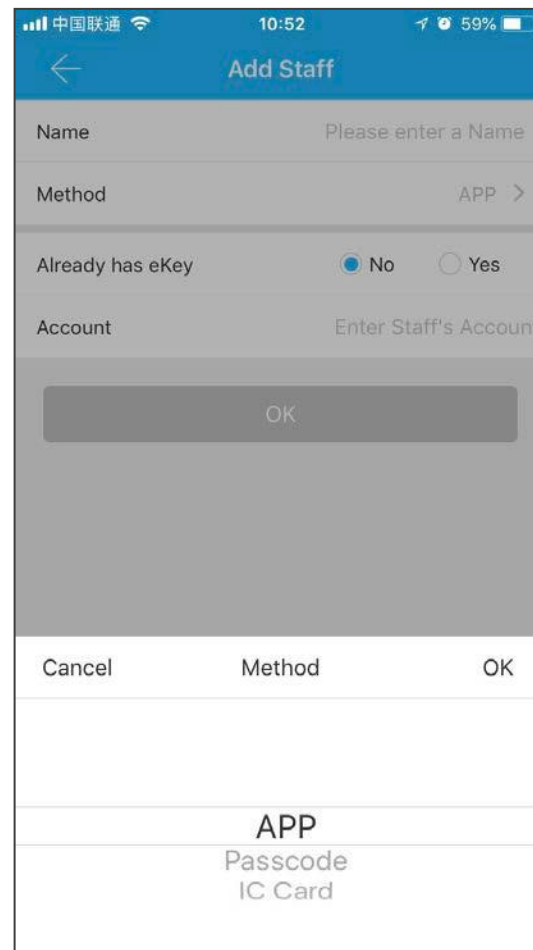 中国联通 10:52 59%
Add Staff
Name Please enter a Name
Method APP >
Already has eKey No Yes
Account Enter Staff's Accoun
OK
Cancel Method OK
APP
Passcode
IC Card